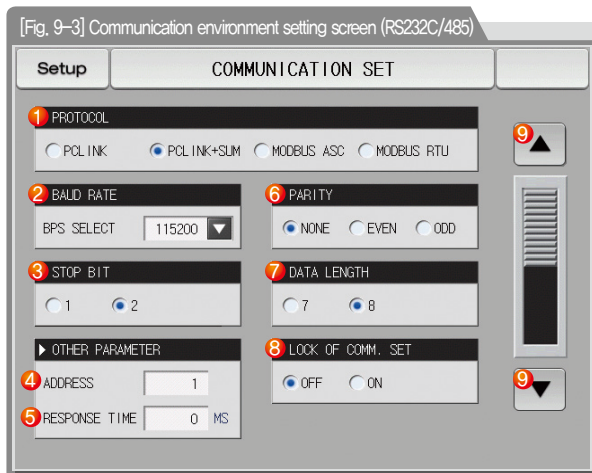 [Fig. 9-3] Communication environment setting screen (RS232C/485)
Setup COMMUNICATION SET
1 PROTOCOL
PCLINK PCLINK+SUM MODBUS ASC MODBUS RTU
9
2 BAUD RATE
BPS SELECT 115200
6 PARITY
NONE EVEN ODD
3 STOP BIT
1 2
7 DATA LENGTH
7 8
OTHER PARAMETER
4 ADDRESS 1
5 RESPONSE TIME 0 MS
8 LOCK OF COMM. SET
OFF ON
9